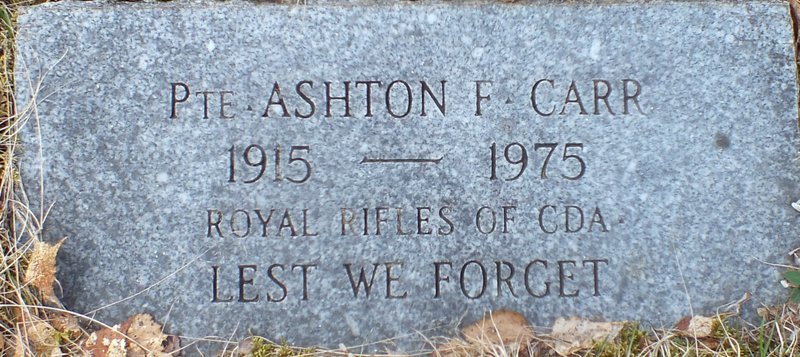 Pte · ASHTON F · CARR
1915 — 1975
ROYAL RIFLES OF CDA ·
LEST WE FORGET